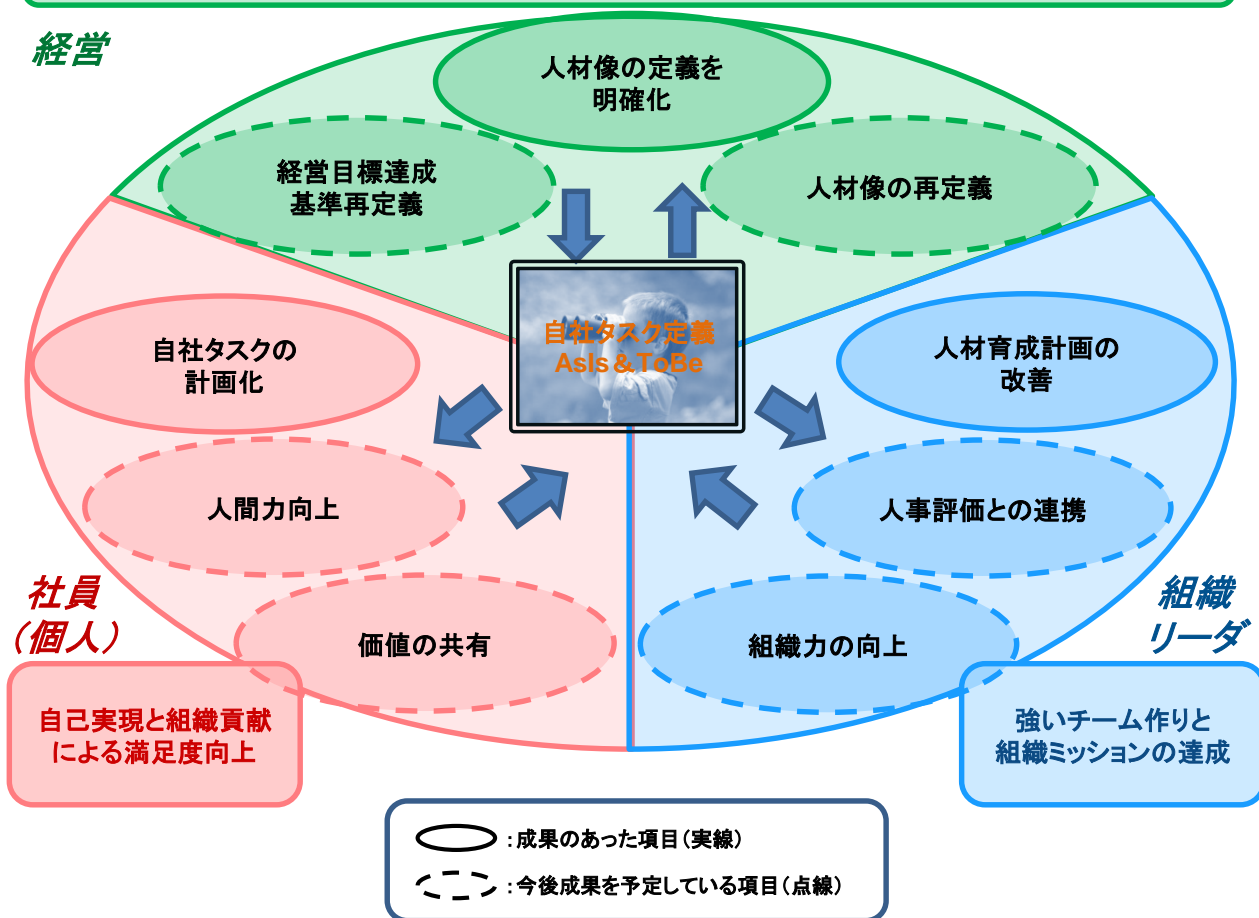 経営
人材像の定義を
明確化
経営目標達成
基準再定義
人材像の再定義
自社タスク定義
AsIs&ToBe
自社タスクの
計画化
人材育成計画の
改善
人間力向上
人事評価との連携
価値の共有
組織力の向上
社員
(個人)
組織
リーダ
自己実現と組織貢献
による満足度向上
強いチーム作りと
組織ミッションの達成
:成果のあった項目(実線)
:今後成果を予定している項目(点線)